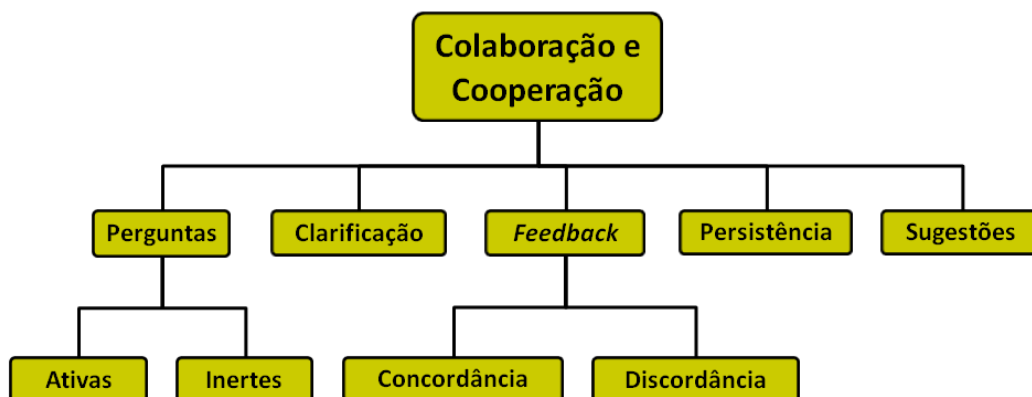 Colaboração e
Cooperação
Perguntas
Clarificação
Feedback
Persistência
Sugestões
Ativas
Inertes
Concordância
Discordância